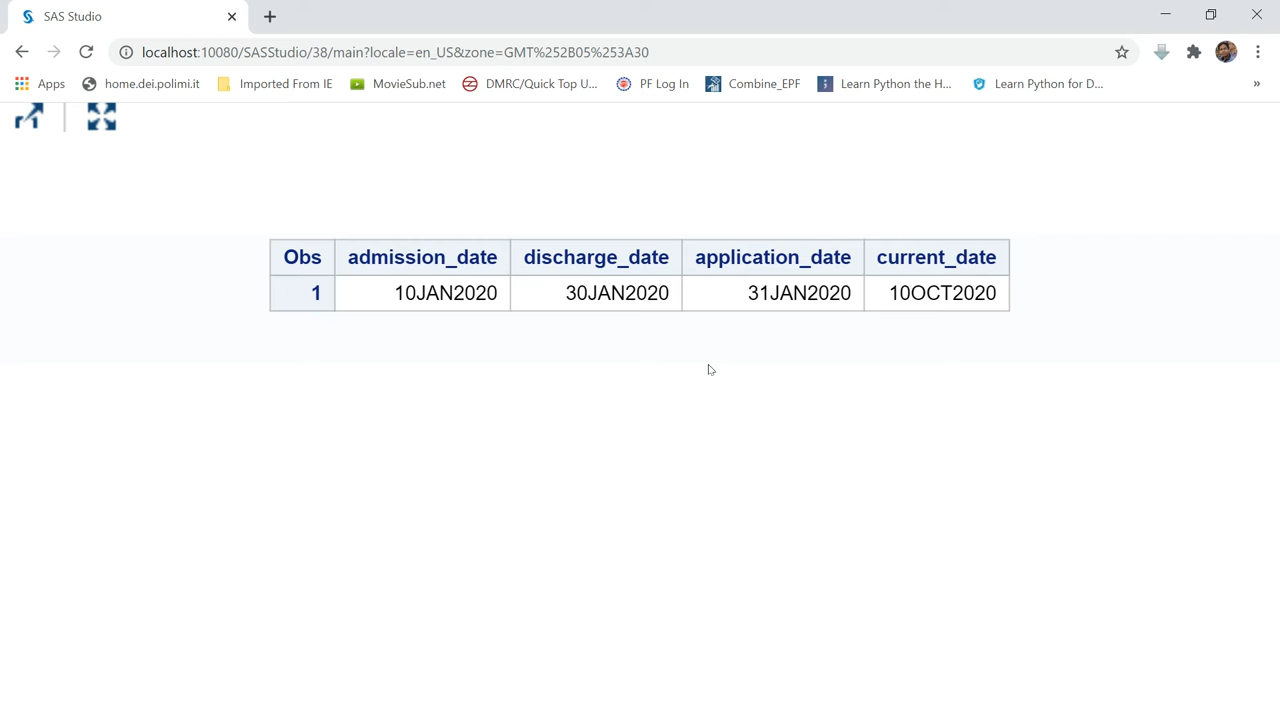 SAS Studio
localhost:10080/SASStudio/38/main?locale=en_US&zone=GMT%252B05%253A30
Apps home.dei.polimi.it Imported From IE MovieSub.net DMRC/Quick Top U... PF Log In Combine_EPF Learn Python the H... Learn Python for D... »
Obs admission_date discharge_date application_date current_date
1 10JAN2020 30JAN2020 31JAN2020 10OCT2020